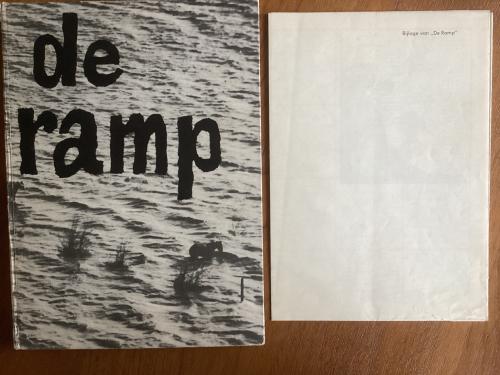 de
ramp
Bijlage van „De Ramp"